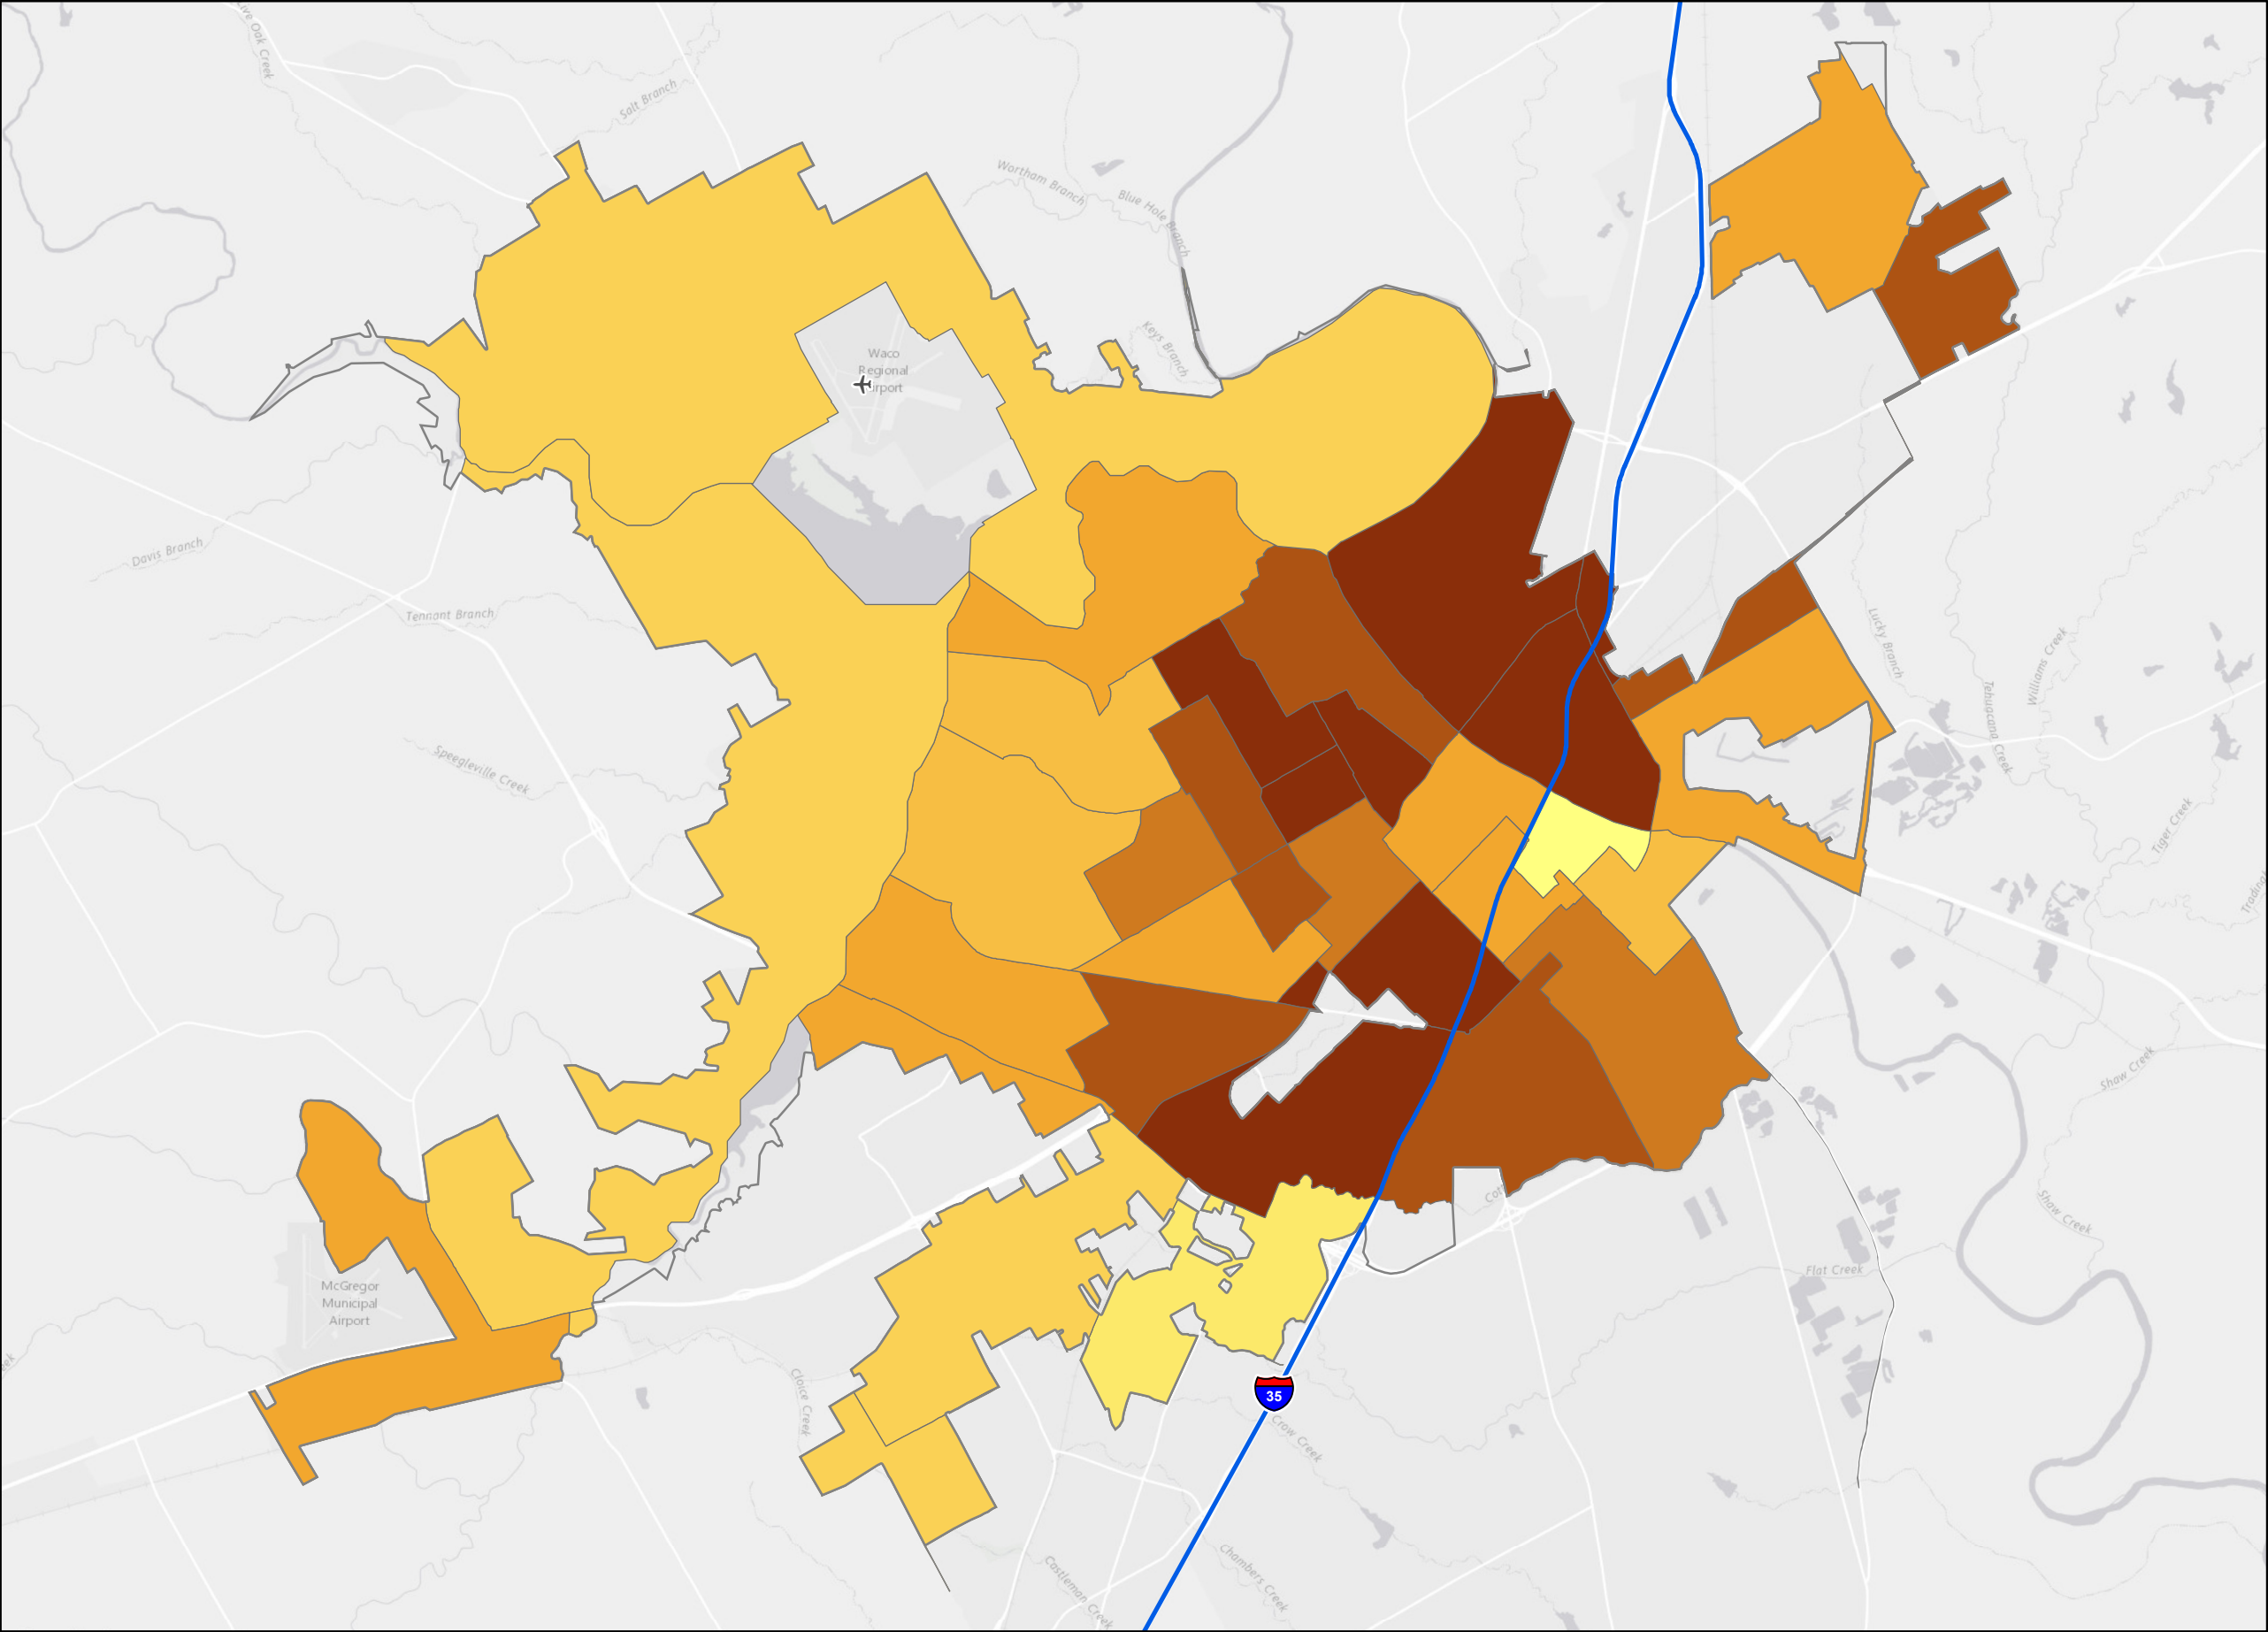 Live Oak Creek
Salt Branch
Wortham Branch
Blue Hole Branch
Keys Branch
Waco
Regional
Airport
Davis Branch
Tennant Branch
Speegleville Creek
Lucky Branch
Williams Creek
Tehuacana Creek
Tiger Creek
Shaw Creek
Shaw Creek
Flat Creek
McGregor
Municipal
Airport
Cloice Creek
35
Crow Creek
Castleman Creek
Chambers Creek